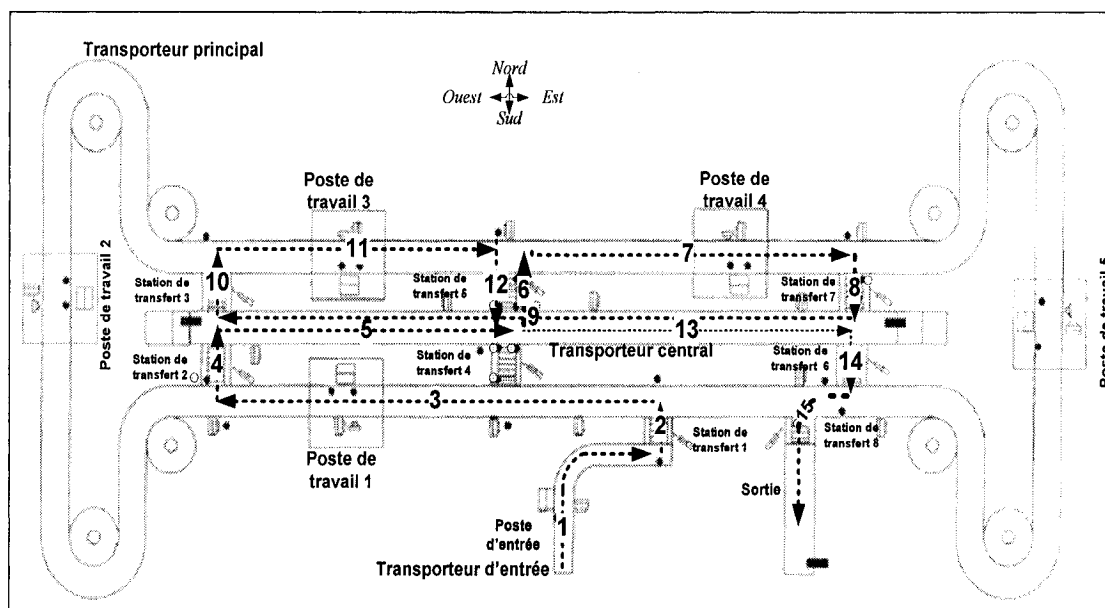 Transporteur principal
Nord
Ouest
Est
Sud
Poste de
travail 3
Poste de
travail 4
Poste de travail 2
Poste de travail 5
11
7
10
12
6
8
Station de
transfert 3
Station de
transfert 5
Station de
transfert 7
9
5
13
Transporteur central
4
Station de
transfert 2
Station de
transfert 4
Station de
transfert 6
14
3
15
2
Station de
transfert 1
Station de
transfert 8
Poste de
travail 1
Sortie
1
Poste
d'entrée
Transporteur d'entrée